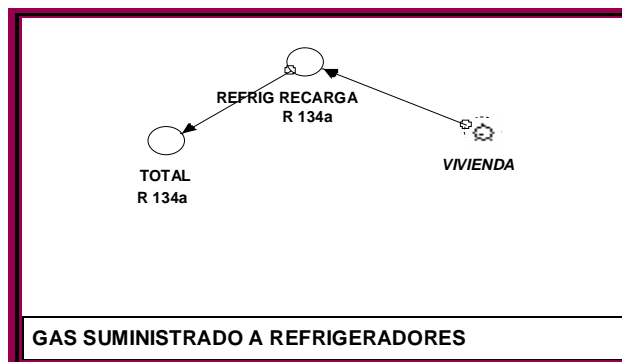 REFRIG RECARGA
R 134a
VIVIENDA
TOTAL
R 134a
GAS SUMINISTRADO A REFRIGERADORES